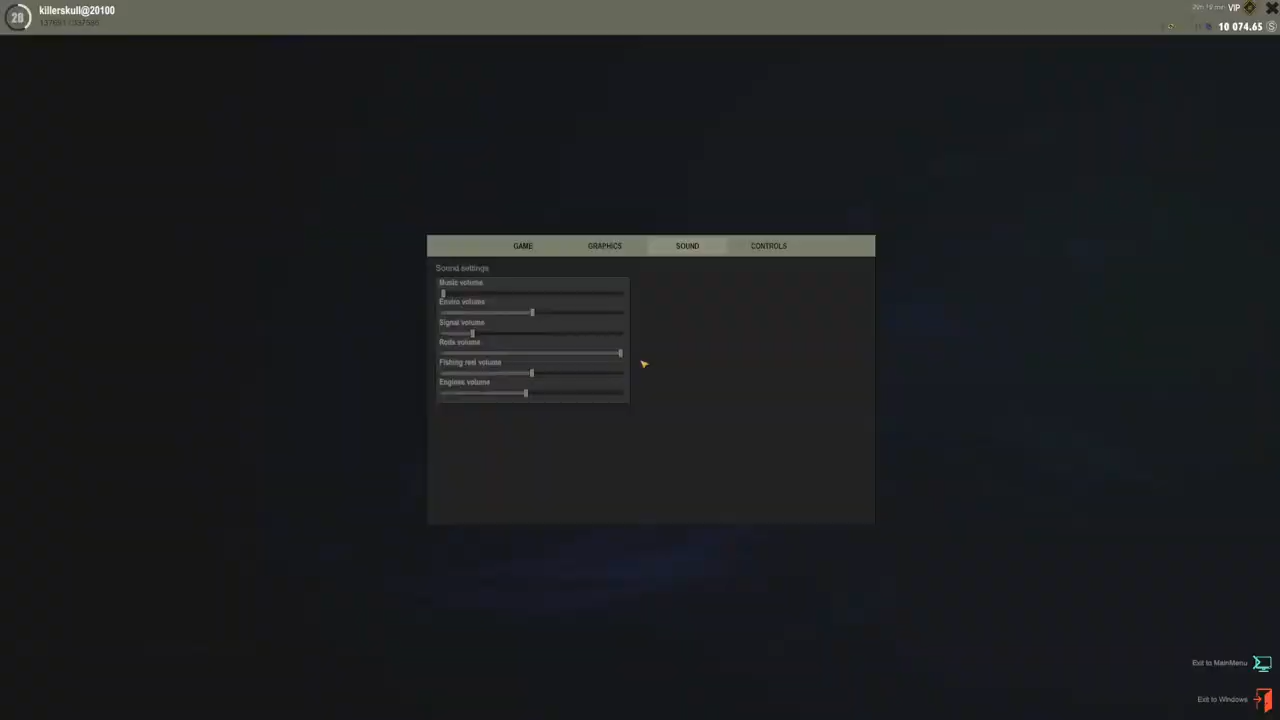 20
killerskull@20100
VIP
10 074.65
GAME GRAPHICS SOUND CONTROLS
Sound settings
Music volume
Enviro volume
Signal volume
Rods volume
Fishing reel volume
Engines volume
Exit to MainMenu
Exit to Windows